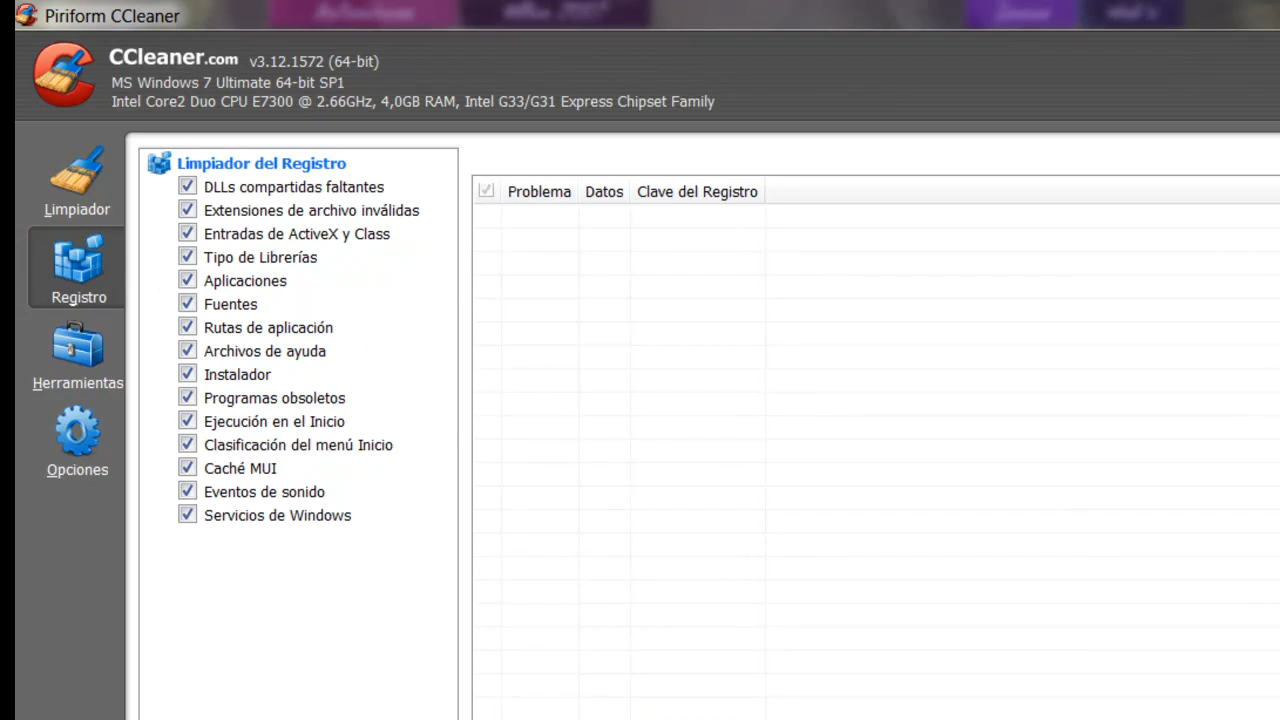 Piriform CCleaner
CCleaner.com v3.12.1572 (64-bit)
MS Windows 7 Ultimate 64-bit SP1
Intel Core2 Duo CPU E7300 @ 2.66GHz, 4,0GB RAM, Intel G33/G31 Express Chipset Family
Limpiador
Registro
Herramientas
Opciones
Limpiador del Registro
DLLs compartidas faltantes
Extensiones de archivo inválidas
Entradas de ActiveX y Class
Tipo de Librerías
Aplicaciones
Fuentes
Rutas de aplicación
Archivos de ayuda
Instalador
Programas obsoletos
Ejecución en el Inicio
Clasificación del menú Inicio
Caché MUI
Eventos de sonido
Servicios de Windows
Problema Datos Clave del Registro